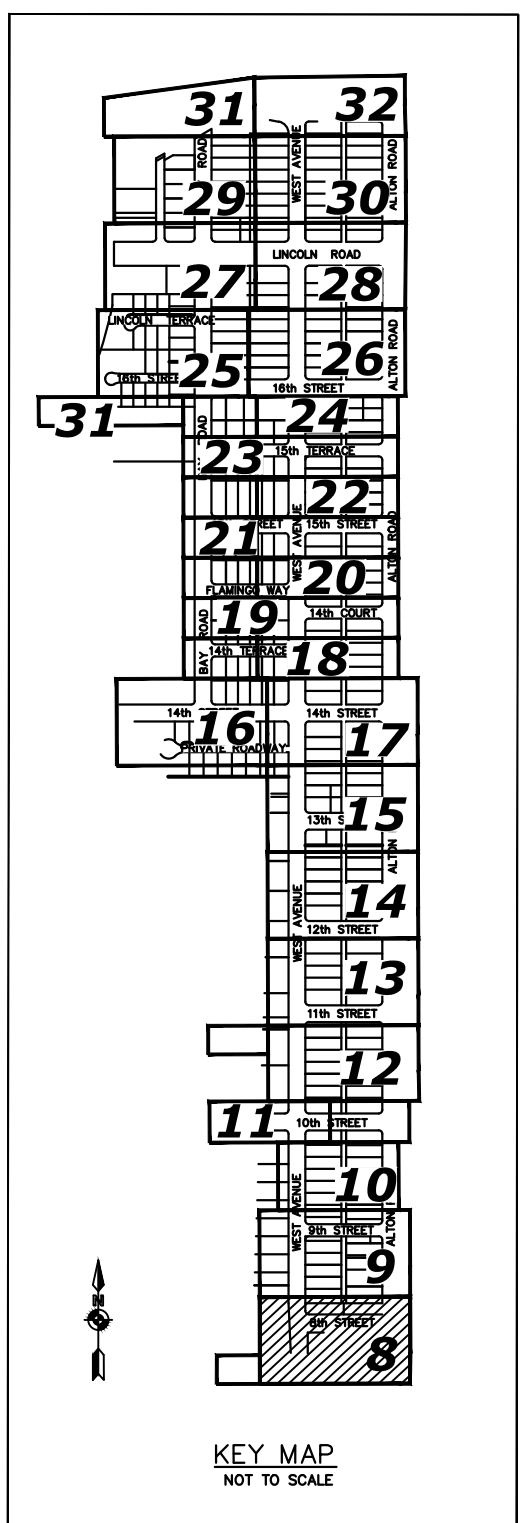 31
32
ROAD
WEST AVENUE
ALTON ROAD
29
30
LINCOLN ROAD
27
28
LINCOLN TERRACE
ALTON ROAD
26
16th STREET
25
16th STREET
31
24
ROAD
23
15th TERRACE
22
21
15th STREET
WEST AVENUE
ALTON ROAD
20
FLAMINGO WAY
19
14th COURT
BAY ROAD
14th TERRACE
18
14th
16
14th STREET
PRIVATE ROADWAY
17
15
13th
ALTON
14
WEST AVENUE
12th STREET
13
11th STREET
12
11
10th STREET
10
WEST AVENUE
ALTON
9th STREET
9
8th STREET
8
N
KEY MAP
NOT TO SCALE